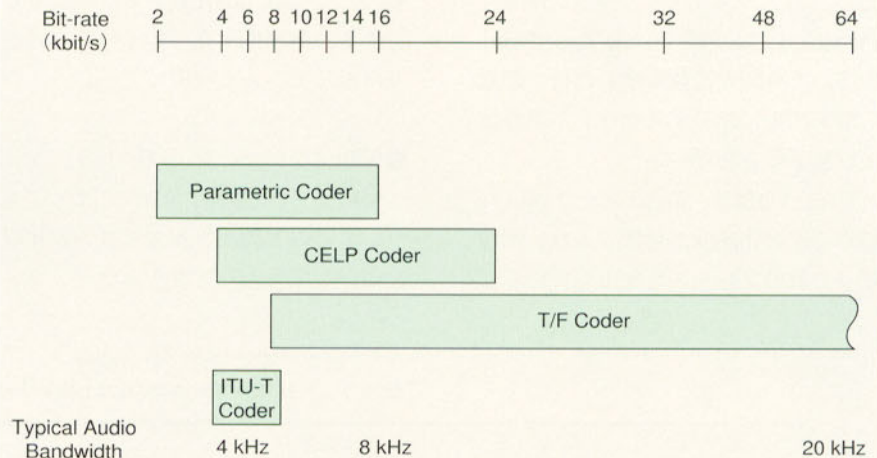 Bit-rate 2 4 6 8 10 12 14 16 24 32 48 64
(kbit/s)
Parametric Coder
CELP Coder
T/F Coder
ITU-T
Coder
Typical Audio
Bandwidth 4 kHz 8 kHz 20 kHz